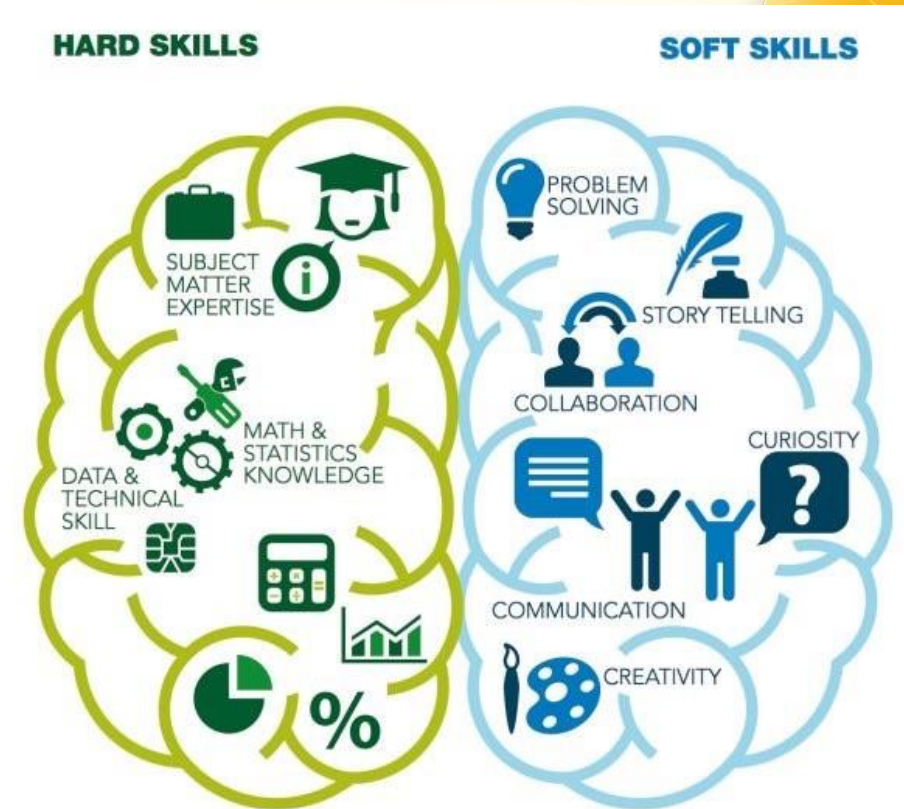 HARD SKILLS
SOFT SKILLS
SUBJECT
MATTER
EXPERTISE
i
MATH &
STATISTICS
KNOWLEDGE
DATA &
TECHNICAL
SKILL
%
PROBLEM
SOLVING
STORY TELLING
COLLABORATION
CURIOSITY
?
COMMUNICATION
CREATIVITY